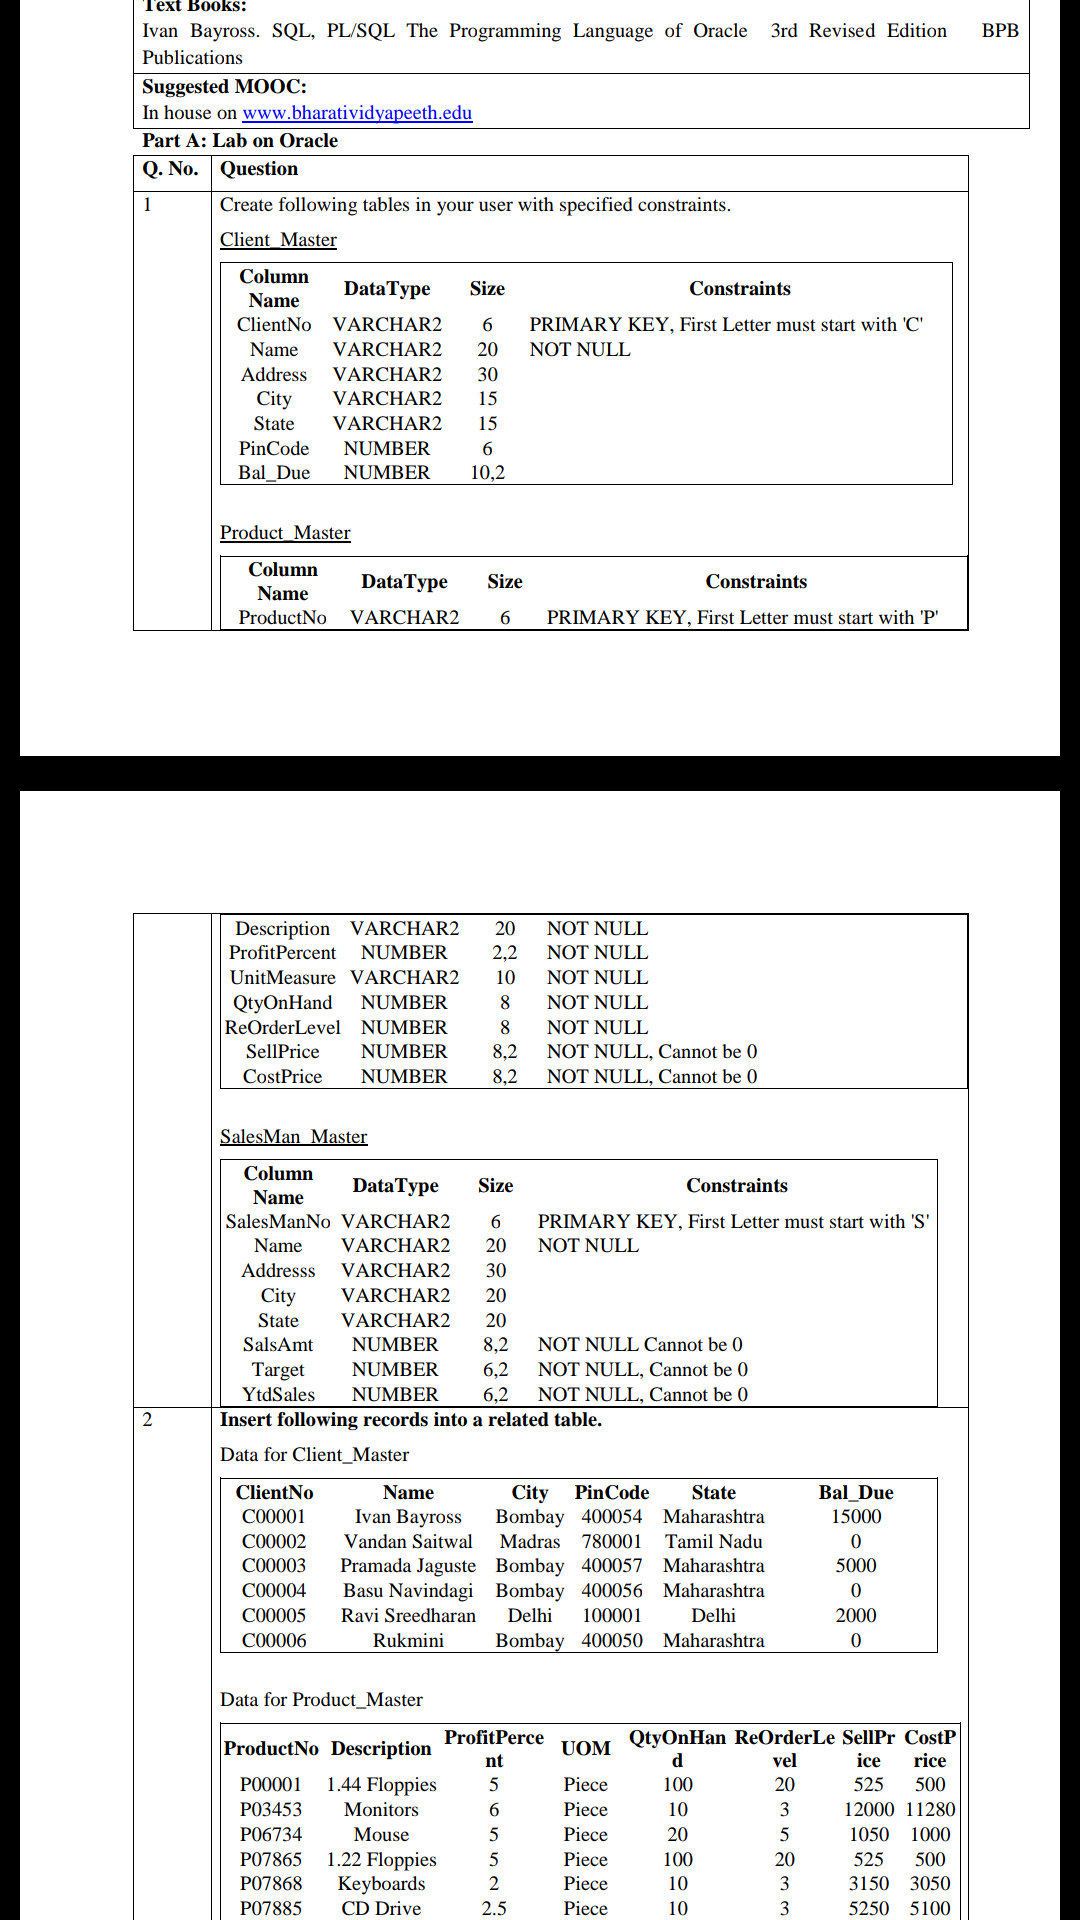 Text Books:
Ivan Bayross. SQL, PL/SQL The Programming Language of Oracle 3rd Revised Edition BPB
Publications
Suggested MOOC:
In house on www.bharatividyapeeth.edu
Part A: Lab on Oracle
Q. No. Question
1 Create following tables in your user with specified constraints.
Client_Master
Column Name DataType Size Constraints
ClientNo VARCHAR2 6 PRIMARY KEY, First Letter must start with 'C'
Name VARCHAR2 20 NOT NULL
Address VARCHAR2 30
City VARCHAR2 15
State VARCHAR2 15
PinCode NUMBER 6
Bal_Due NUMBER 10,2
Product_Master
Column Name DataType Size Constraints
ProductNo VARCHAR2 6 PRIMARY KEY, First Letter must start with 'P'
Description VARCHAR2 20 NOT NULL
ProfitPercent NUMBER 2,2 NOT NULL
UnitMeasure VARCHAR2 10 NOT NULL
QtyOnHand NUMBER 8 NOT NULL
ReOrderLevel NUMBER 8 NOT NULL
SellPrice NUMBER 8,2 NOT NULL, Cannot be 0
CostPrice NUMBER 8,2 NOT NULL, Cannot be 0
SalesMan_Master
Column Name DataType Size Constraints
SalesManNo VARCHAR2 6 PRIMARY KEY, First Letter must start with 'S'
Name VARCHAR2 20 NOT NULL
Addresss VARCHAR2 30
City VARCHAR2 20
State VARCHAR2 20
SalsAmt NUMBER 8,2 NOT NULL Cannot be 0
Target NUMBER 6,2 NOT NULL, Cannot be 0
YtdSales NUMBER 6,2 NOT NULL, Cannot be 0
2 Insert following records into a related table.
Data for Client_Master
ClientNo Name City PinCode State Bal_Due
C00001 Ivan Bayross Bombay 400054 Maharashtra 15000
C00002 Vandan Saitwal Madras 780001 Tamil Nadu 0
C00003 Pramada Jaguste Bombay 400057 Maharashtra 5000
C00004 Basu Navindagi Bombay 400056 Maharashtra 0
C00005 Ravi Sreedharan Delhi 100001 Delhi 2000
C00006 Rukmini Bombay 400050 Maharashtra 0
Data for Product_Master
ProductNo Description ProfitPerce nt UOM QtyOnHan d ReOrderLe vel SellPr ice CostP rice
P00001 1.44 Floppies 5 Piece 100 20 525 500
P03453 Monitors 6 Piece 10 3 12000 11280
P06734 Mouse 5 Piece 20 5 1050 1000
P07865 1.22 Floppies 5 Piece 100 20 525 500
P07868 Keyboards 2 Piece 10 3 3150 3050
P07885 CD Drive 2.5 Piece 10 3 5250 5100